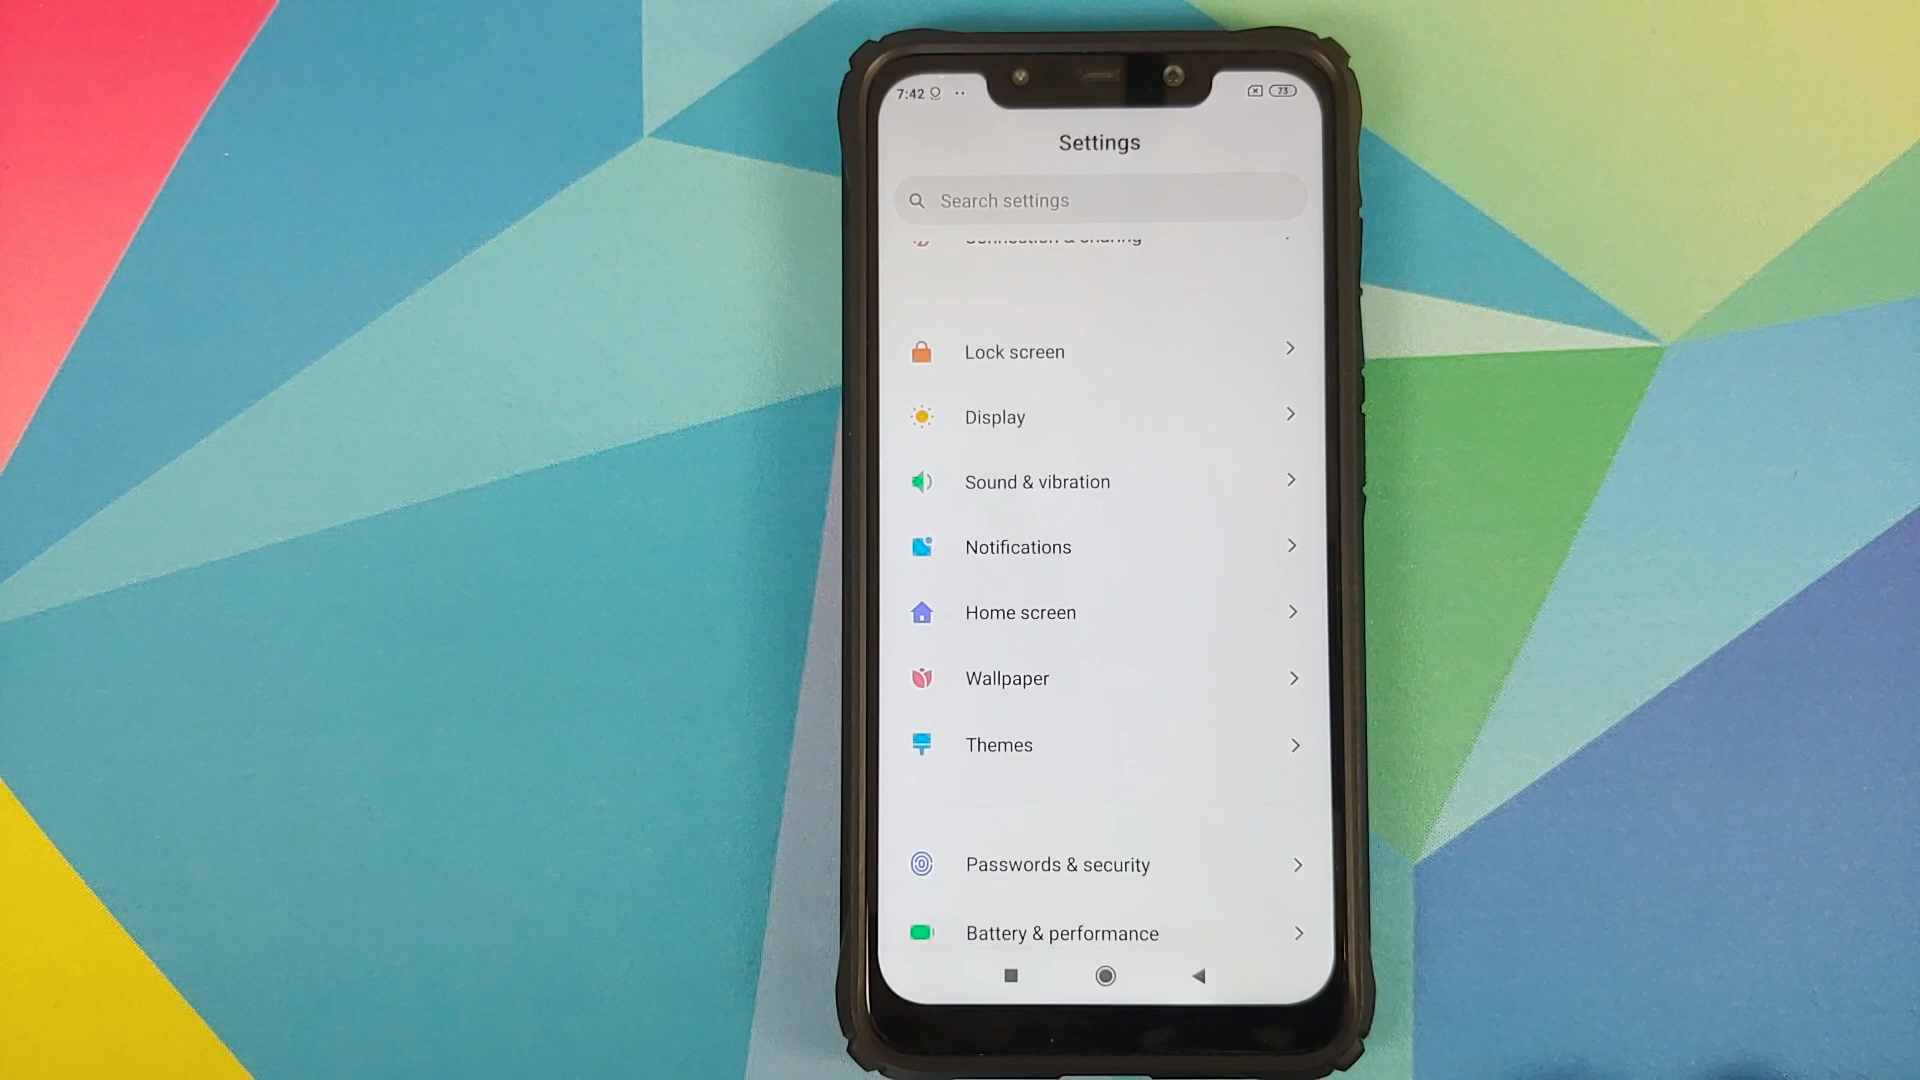 7:42
73
Settings
Search settings
Connection & sharing
Lock screen
Display
Sound & vibration
Notifications
Home screen
Wallpaper
Themes
Passwords & security
Battery & performance